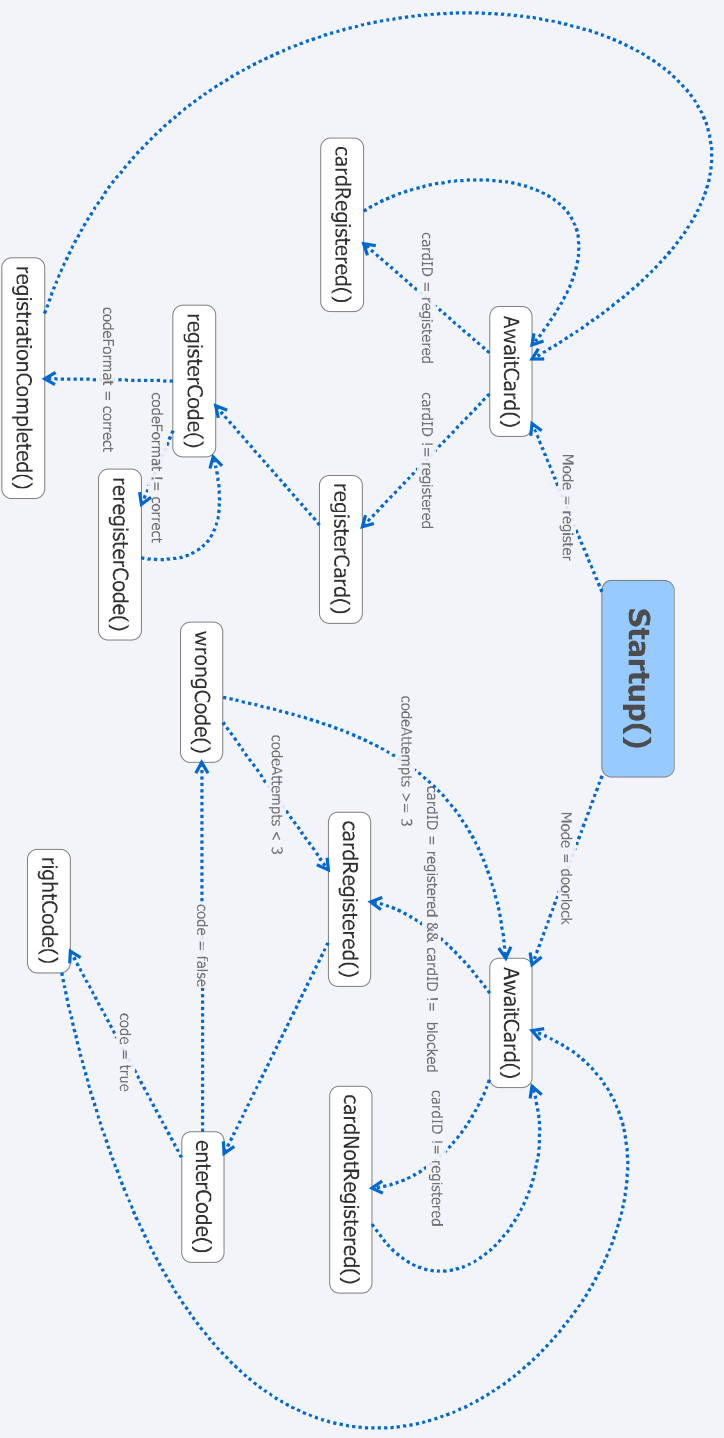 Startup()
Mode = register
Mode = doorlock
AwaitCard()
AwaitCard()
cardID = registered
cardID != registered
cardID = registered && cardID != blocked
cardID != registered
codeAttempts >= 3
cardRegistered()
registerCard()
cardRegistered()
cardNotRegistered()
codeAttempts < 3
registerCode()
wrongCode()
code = false
enterCode()
codeFormat != correct
codeFormat = correct
reregisterCode()
code = true
registrationCompleted()
rightCode()